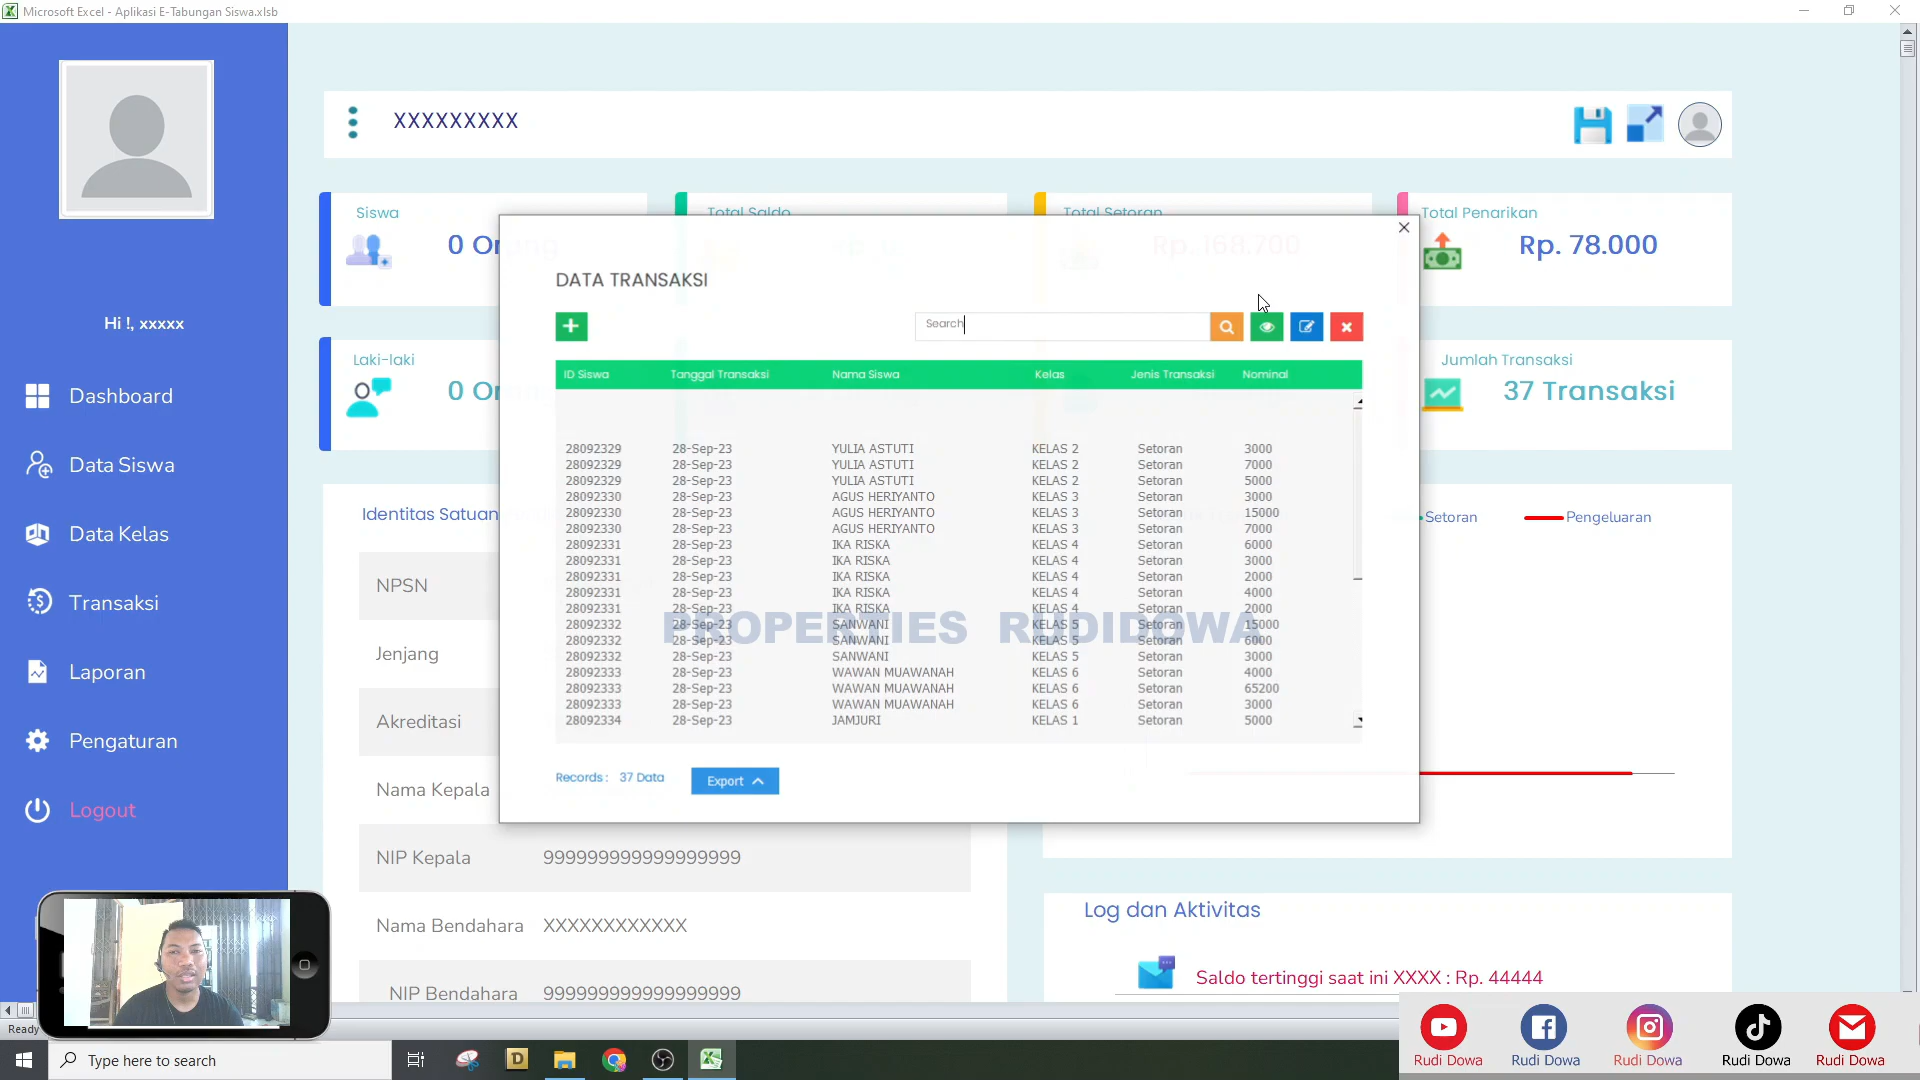 Microsoft Excel - Aplikasi E-Tabungan Siswa.xlsb
XXXXXXXXX
Hi !, xxxxx
Dashboard
Data Siswa
Data Kelas
Transaksi
Laporan
Pengaturan
Logout
Siswa
0 Orang
Total Saldo
Total Setoran
Rp. 168.700
Total Penarikan
Rp. 78.000
Laki-laki
0 Or
Jumlah Transaksi
37 Transaksi
DATA TRANSAKSI
Search
ID Siswa Tanggal Transaksi Nama Siswa Kelas Jenis Transaksi Nominal
28092329 28-Sep-23 YULIA ASTUTI KELAS 2 Setoran 3000
28092329 28-Sep-23 YULIA ASTUTI KELAS 2 Setoran 7000
28092329 28-Sep-23 YULIA ASTUTI KELAS 2 Setoran 5000
28092330 28-Sep-23 AGUS HERIYANTO KELAS 3 Setoran 3000
28092330 28-Sep-23 AGUS HERIYANTO KELAS 3 Setoran 15000
28092330 28-Sep-23 AGUS HERIYANTO KELAS 3 Setoran 7000
28092331 28-Sep-23 IKA RISKA KELAS 4 Setoran 6000
28092331 28-Sep-23 IKA RISKA KELAS 4 Setoran 3000
28092331 28-Sep-23 IKA RISKA KELAS 4 Setoran 2000
28092331 28-Sep-23 IKA RISKA KELAS 4 Setoran 4000
28092331 28-Sep-23 IKA RISKA KELAS 4 Setoran 2000
28092332 28-Sep-23 SANWANI KELAS 5 Setoran 15000
28092332 28-Sep-23 SANWANI KELAS 5 Setoran 6000
28092332 28-Sep-23 SANWANI KELAS 5 Setoran 3000
28092333 28-Sep-23 WAWAN MUAWANAH KELAS 6 Setoran 4000
28092333 28-Sep-23 WAWAN MUAWANAH KELAS 6 Setoran 65200
28092333 28-Sep-23 WAWAN MUAWANAH KELAS 6 Setoran 3000
28092334 28-Sep-23 JAMJURI KELAS 1 Setoran 5000
PROPERTIES RUDIDOWA
Records : 37 Data
Export
Identitas Satuan
NPSN
Jenjang
Akreditasi
Nama Kepala
NIP Kepala 999999999999999999
Nama Bendahara XXXXXXXXXXXX
NIP Bendahara 999999999999999999
Setoran Pengeluaran
Log dan Aktivitas
Saldo tertinggi saat ini XXXX : Rp. 44444
Ready
Type here to search
Rudi Dowa
Rudi Dowa
Rudi Dowa
Rudi Dowa
Rudi Dowa